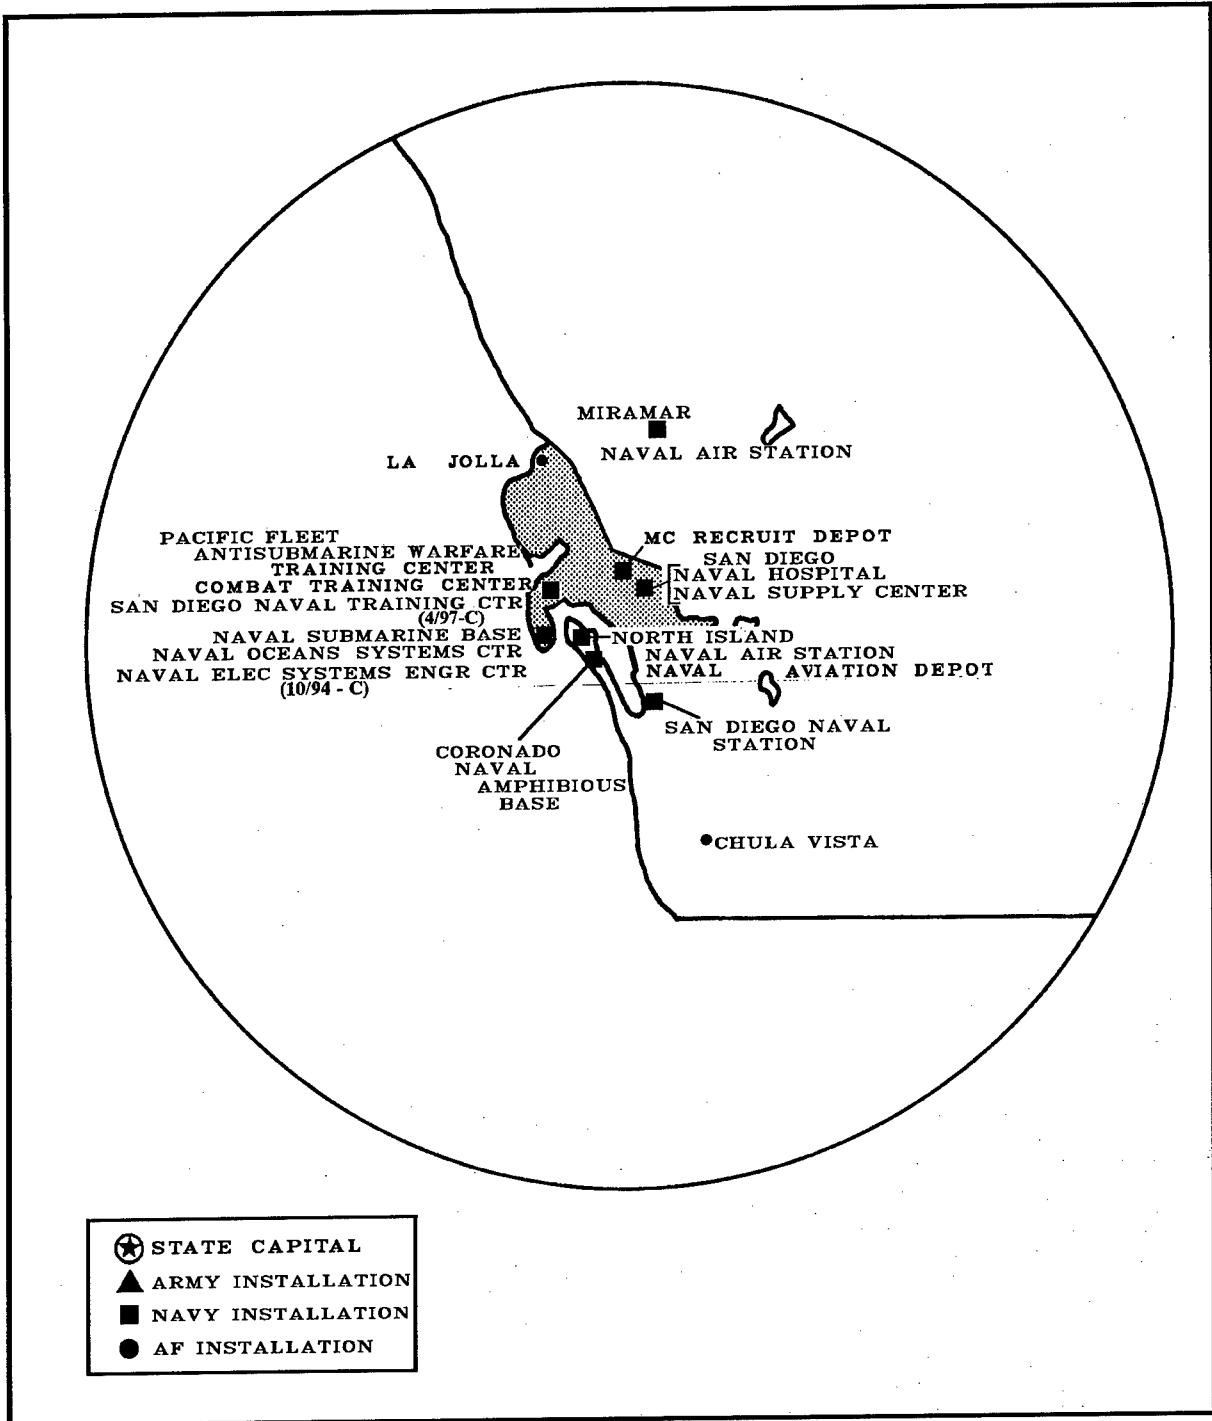 MIRAMAR
NAVAL AIR STATION
LA JOLLA
PACIFIC FLEET
ANTISUBMARINE WARFARE
TRAINING CENTER
COMBAT TRAINING CENTER
SAN DIEGO NAVAL TRAINING CTR
(4/97-C)
NAVAL SUBMARINE BASE
NAVAL OCEANS SYSTEMS CTR
NAVAL ELEC SYSTEMS ENGR CTR
(10/94 - C)
MC RECRUIT DEPOT
SAN DIEGO
NAVAL HOSPITAL
NAVAL SUPPLY CENTER
NORTH ISLAND
NAVAL AIR STATION
NAVAL AVIATION DEPOT
SAN DIEGO NAVAL
STATION
CORONADO
NAVAL
AMPHIBIOUS
BASE
CHULA VISTA
STATE CAPITAL
ARMY INSTALLATION
NAVY INSTALLATION
AF INSTALLATION